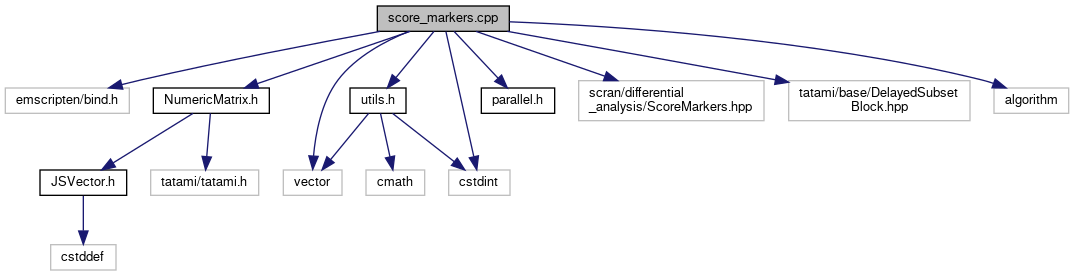 score_markers.cpp
emscripten/bind.h
NumericMatrix.h
utils.h
parallel.h
scran/differential
_analysis/ScoreMarkers.hpp
tatami/base/DelayedSubset
Block.hpp
algorithm
JSVector.h
tatami/tatami.h
vector
cmath
cstdint
cstddef